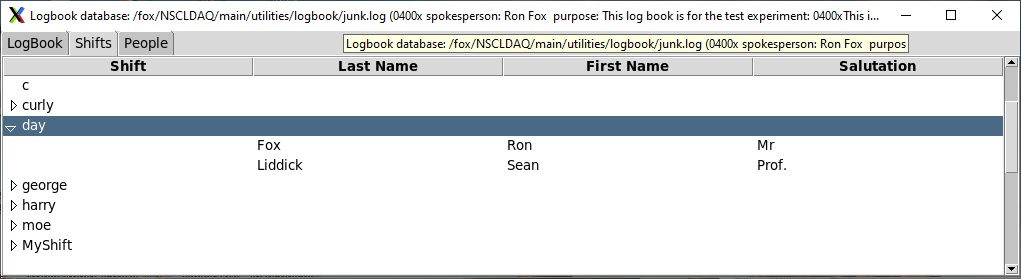 Logbook database: /fox/NSCLDAQ/main/utilities/logbook/junk.log (0400x spokesperson: Ron Fox purpose: This log book is for the test experiment: 0400xThis i...
LogBook Shifts People
Logbook database: /fox/NSCLDAQ/main/utilities/logbook/junk.log (0400x spokesperson: Ron Fox purpos
Shift Last Name First Name Salutation
c
curly
day
Fox Ron Mr
Liddick Sean Prof.
george
harry
moe
MyShift